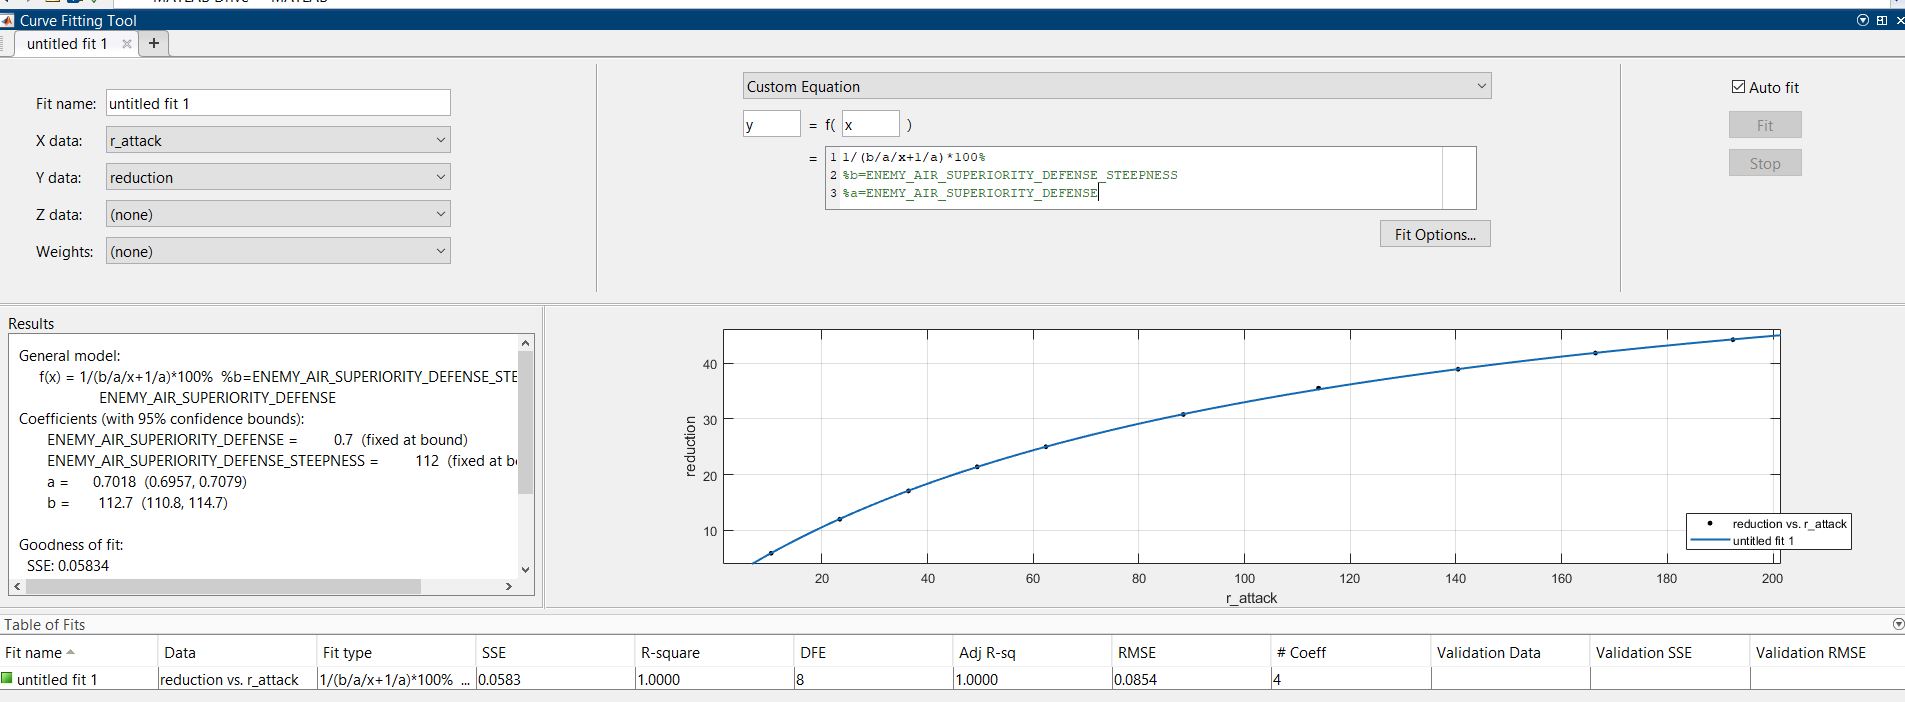 Curve Fitting Tool
untitled fit 1
+
Fit name: untitled fit 1
X data: r_attack
Y data: reduction
Z data: (none)
Weights: (none)
Custom Equation
y = f( x )
=
1 1/(b/a/x+1/a)*100%
2 %b=ENEMY_AIR_SUPERIORITY_DEFENSE_STEEPNESS
3 %a=ENEMY_AIR_SUPERIORITY_DEFENSE
Fit Options...
Auto fit
Fit
Stop
Results
General model:
f(x) = 1/(b/a/x+1/a)*100% %b=ENEMY_AIR_SUPERIORITY_DEFENSE_STE
ENEMY_AIR_SUPERIORITY_DEFENSE
Coefficients (with 95% confidence bounds):
ENEMY_AIR_SUPERIORITY_DEFENSE = 0.7 (fixed at bound)
ENEMY_AIR_SUPERIORITY_DEFENSE_STEEPNESS = 112 (fixed at b
a = 0.7018 (0.6957, 0.7079)
b = 112.7 (110.8, 114.7)
Goodness of fit:
SSE: 0.05834
40
30
20
10
reduction
20 40 60 80 100 120 140 160 180 200
r_attack
reduction vs. r_attack
untitled fit 1
Table of Fits
Fit name Data Fit type SSE R-square DFE Adj R-sq RMSE # Coeff Validation Data Validation SSE Validation RMSE
untitled fit 1 reduction vs. r_attack 1/(b/a/x+1/a)*100% ... 0.0583 1.0000 8 1.0000 0.0854 4